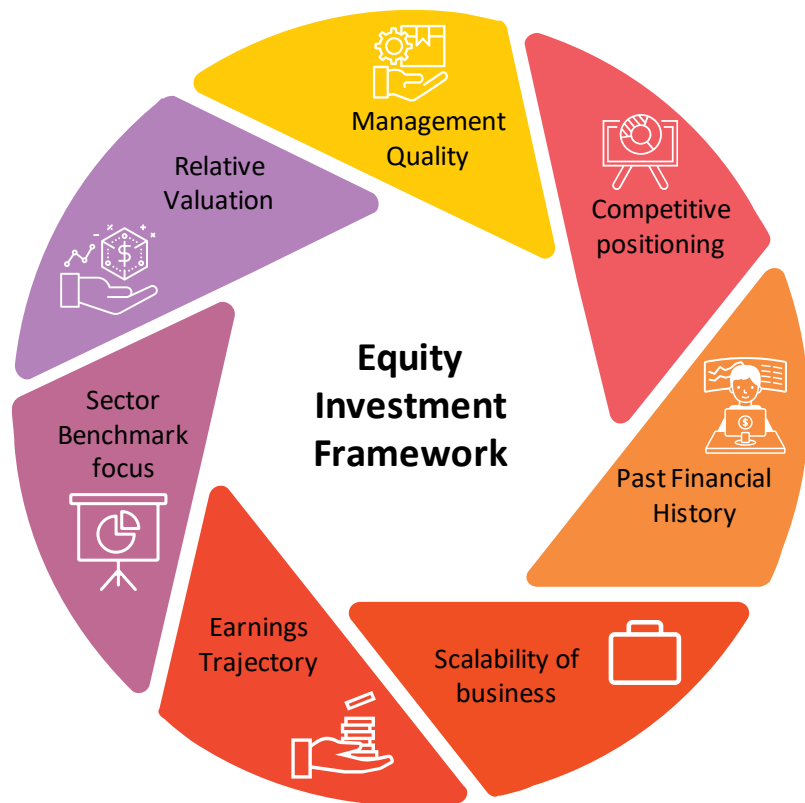 Equity
Investment
Framework
Management
Quality
Competitive
positioning
Past Financial
History
Scalability of
business
Earnings
Trajectory
Sector
Benchmark
focus
Relative
Valuation
$
$